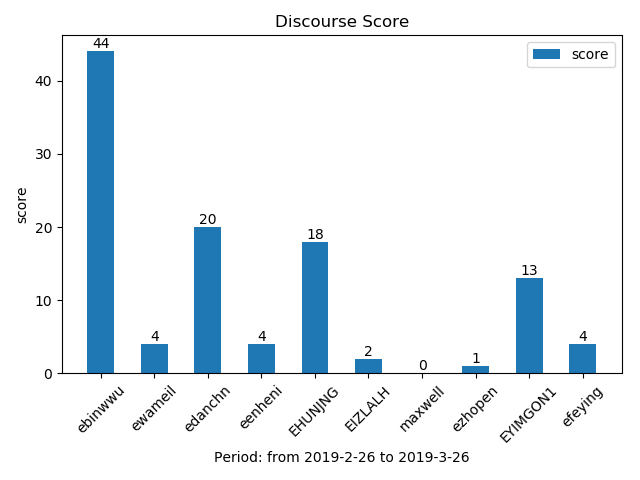 Discourse Score
score
44
4
20
4
18
2
0
1
13
4
40
30
20
10
0
score
ebinwwu
ewameil
edanchn
eenheni
EHUNJNG
EIZLALH
maxwell
ezhopen
EYIMGON1
efeying
Period: from 2019-2-26 to 2019-3-26